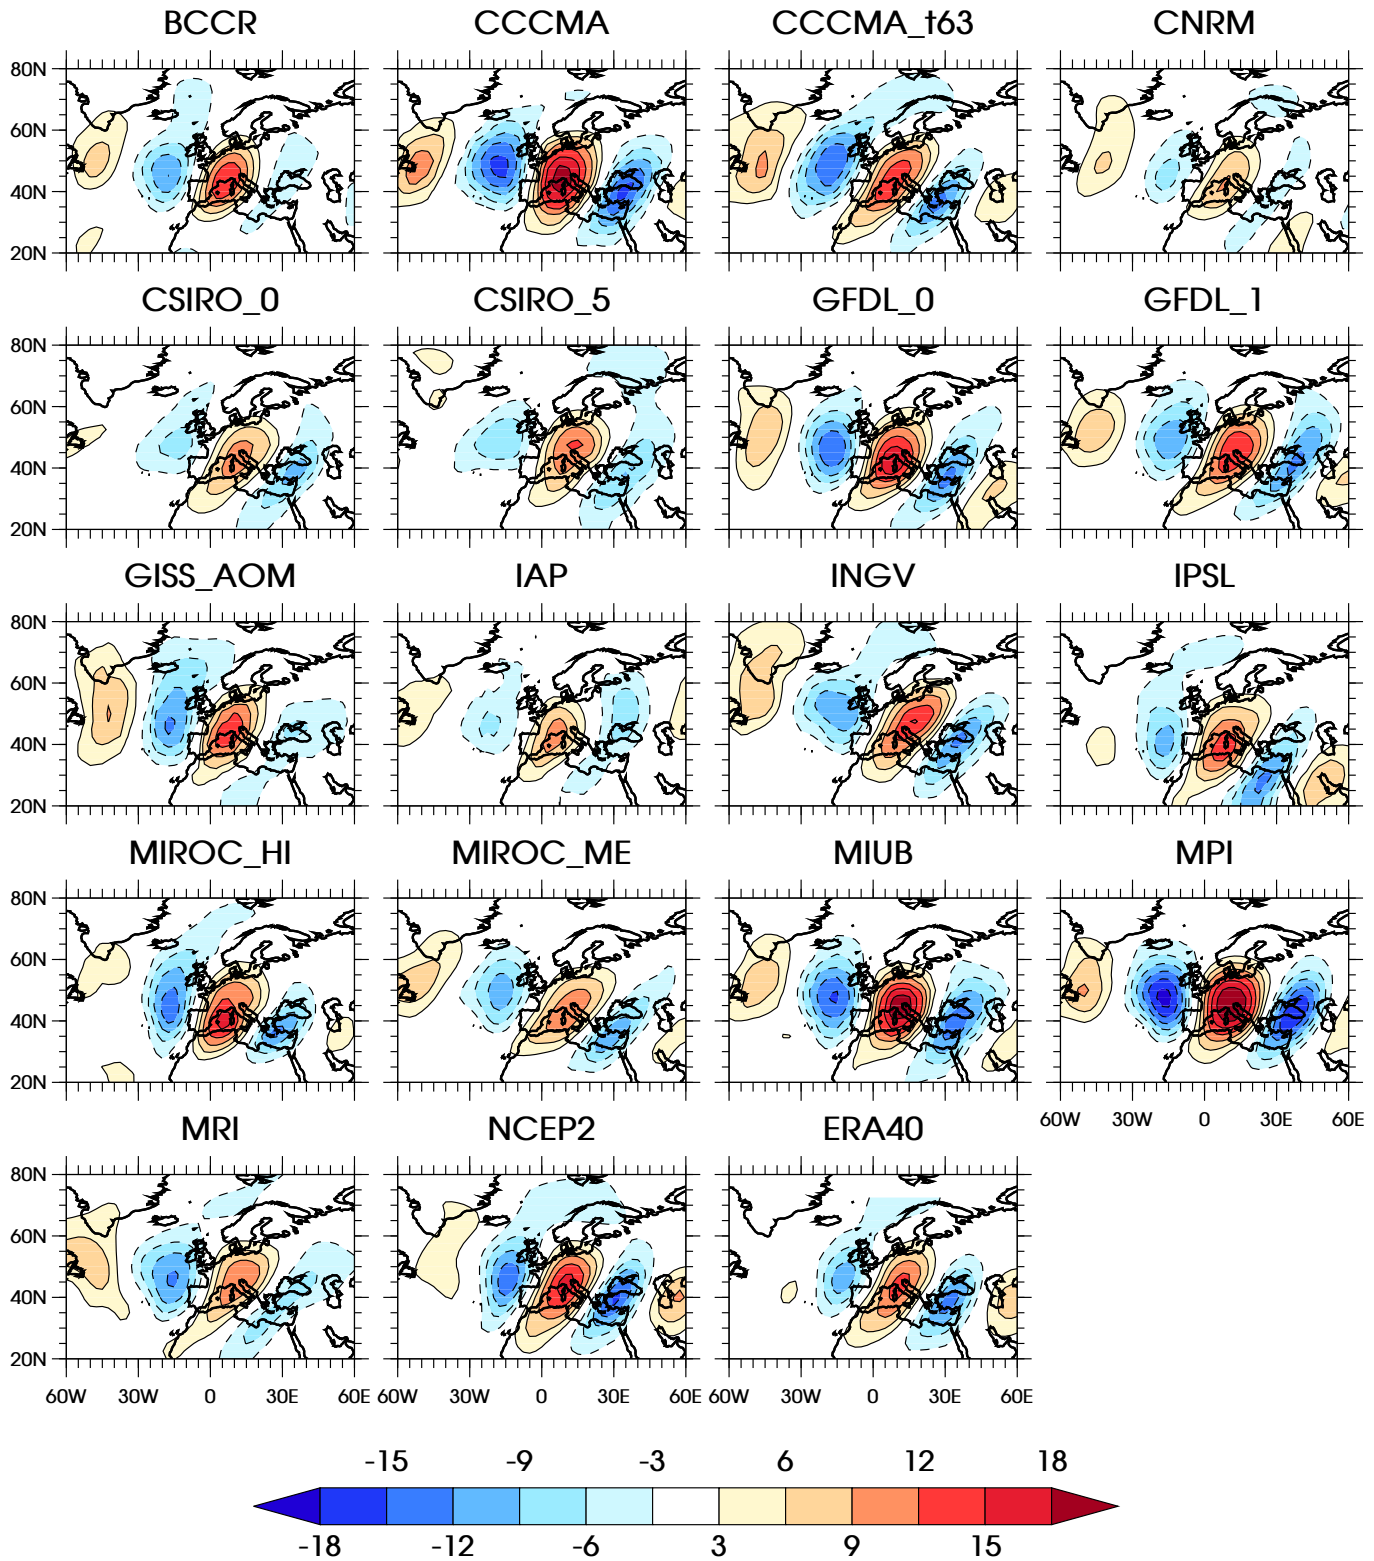 BCCR CCCMA CCCMA_t63 CNRM
80N
60N
40N
20N
CSIRO_0 CSIRO_5 GFDL_0 GFDL_1
80N
60N
40N
20N
GISS_AOM IAP INGV IPSL
80N
60N
40N
20N
MIROC_HI MIROC_ME MIUB MPI
80N
60N
40N
20N
60W 30W 0 30E 60E
MRI NCEP2 ERA40
80N
60N
40N
20N
60W 30W 0 30E 60E 60W 30W 0 30E 60E 60W 30W 0 30E 60E
-15 -9 -3 6 12 18
-18 -12 -6 3 9 15